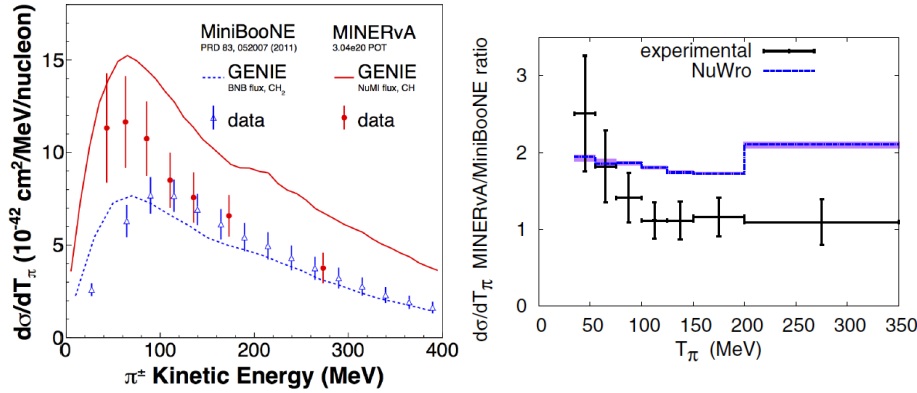 MiniBooNE MINERvA
PRD 83, 052007 (2011) 3.04e20 POT
GENIE GENIE
BNB flux, CH₂ NuMI flux, CH
data data
15
10
5
0
0 100 200 300 400
dσ/dTπ (10⁻⁴² cm²/MeV/nucleon)
π± Kinetic Energy (MeV)
experimental
NuWro
4
3
2
1
0
0 50 100 150 200 250 300 350
dσ/dTπ MINERvA/MiniBooNE ratio
Tπ (MeV)